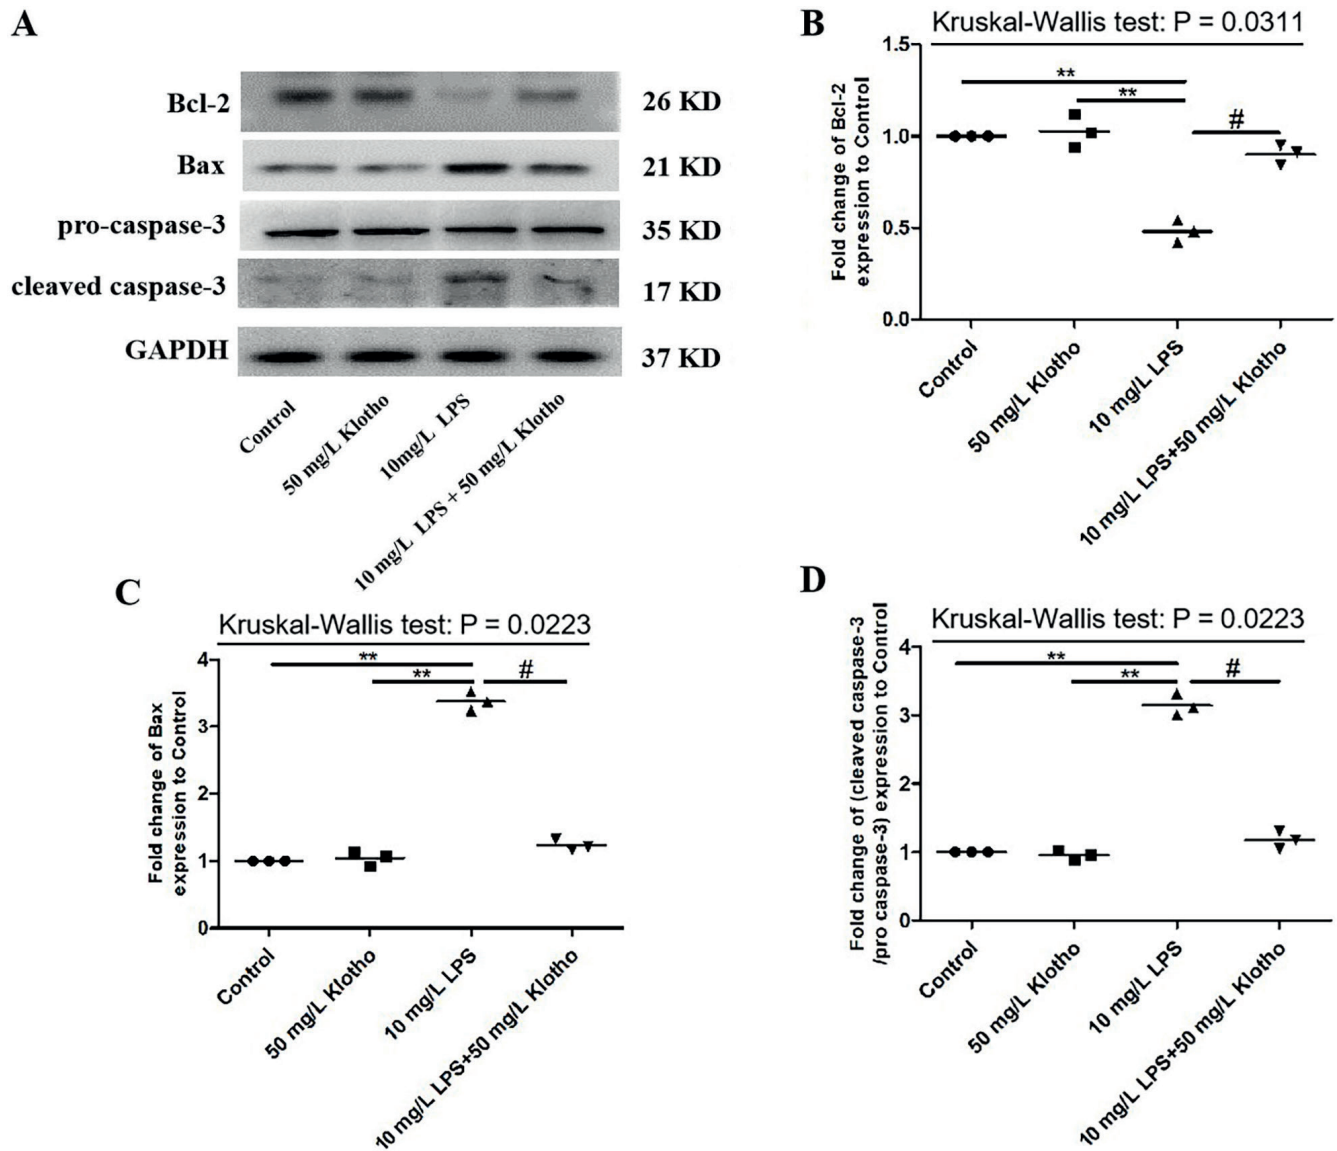 A
Bcl-2
26 KD
Bax
21 KD
pro-caspase-3
35 KD
cleaved caspase-3
17 KD
GAPDH
37 KD
Control
50 mg/L Klotho
10mg/L LPS
10 mg/L LPS + 50 mg/L Klotho
B
Kruskal-Wallis test: P = 0.0311
Fold change of Bcl-2
expression to Control
1.5
1.0
0.5
0.0
**
**
#
Control
50 mg/L Klotho
10 mg/L LPS
10 mg/L LPS+50 mg/L Klotho
C
Kruskal-Wallis test: P = 0.0223
Fold change of Bax
expression to Control
4
3
2
1
0
**
**
#
Control
50 mg/L Klotho
10 mg/L LPS
10 mg/L LPS+50 mg/L Klotho
D
Kruskal-Wallis test: P = 0.0223
Fold change of (cleaved caspase-3
/pro caspase-3) expression to Control
4
3
2
1
0
**
**
#
Control
50 mg/L Klotho
10 mg/L LPS
10 mg/L LPS+50 mg/L Klotho